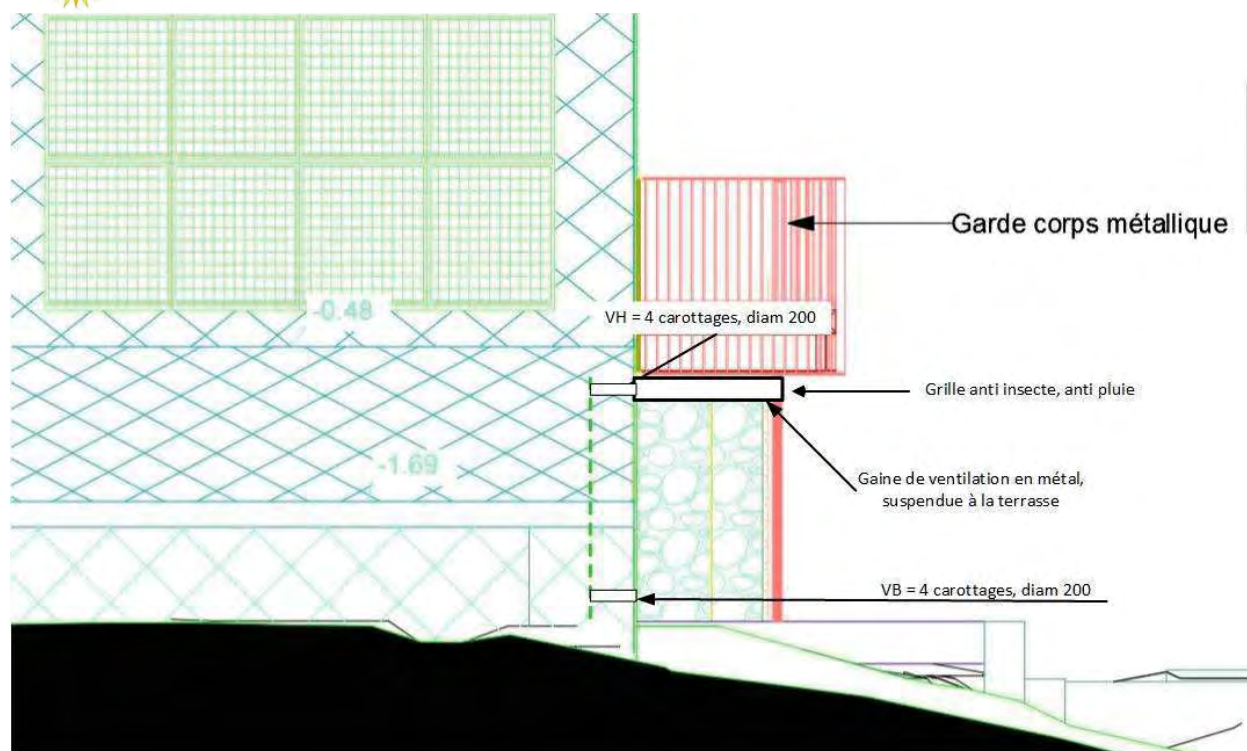 Garde corps métallique
-0.48
VH = 4 carottages, diam 200
Grille anti insecte, anti pluie
-1.69
Gaine de ventilation en métal,
suspendue à la terrasse
VB = 4 carottages, diam 200